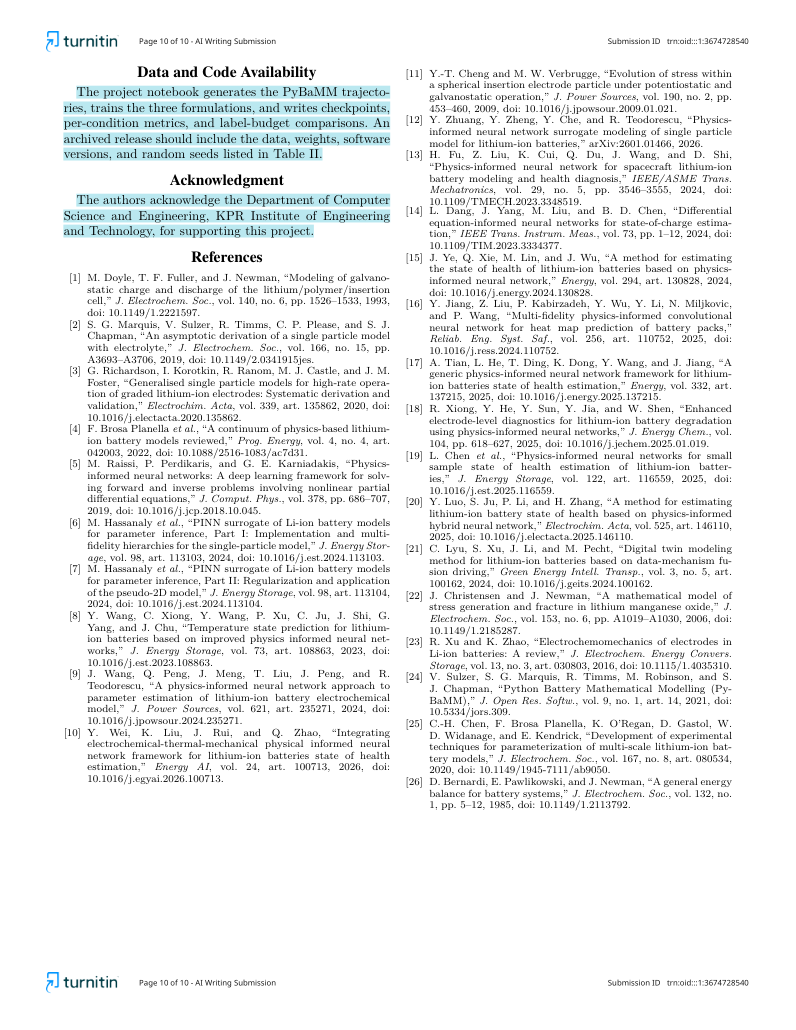 turnitin
Page 10 of 10 - AI Writing Submission
Submission ID trn:oid:::1:3674728540
Data and Code Availability
The project notebook generates the PyBaMM trajecto-
ries, trains the three formulations, and writes checkpoints,
per-condition metrics, and label-budget comparisons. An
archived release should include the data, weights, software
versions, and random seeds listed in Table II.
Acknowledgment
The authors acknowledge the Department of Computer
Science and Engineering, KPR Institute of Engineering
and Technology, for supporting this project.
References
[1] M. Doyle, T. F. Fuller, and J. Newman, “Modeling of galvano-
static charge and discharge of the lithium/polymer/insertion
cell,” J. Electrochem. Soc., vol. 140, no. 6, pp. 1526–1533, 1993,
doi: 10.1149/1.2221597.
[2] S. G. Marquis, V. Sulzer, R. Timms, C. P. Please, and S. J.
Chapman, “An asymptotic derivation of a single particle model
with electrolyte,” J. Electrochem. Soc., vol. 166, no. 15, pp.
A3693–A3706, 2019, doi: 10.1149/2.0341915jes.
[3] G. Richardson, I. Korotkin, R. Ranom, M. J. Castle, and J. M.
Foster, “Generalised single particle models for high-rate opera-
tion of graded lithium-ion electrodes: Systematic derivation and
validation,” Electrochim. Acta, vol. 339, art. 135862, 2020, doi:
10.1016/j.electacta.2020.135862.
[4] F. Brosa Planella et al., “A continuum of physics-based lithium-
ion battery models reviewed,” Prog. Energy, vol. 4, no. 4, art.
042003, 2022, doi: 10.1088/2516-1083/ac7d31.
[5] M. Raissi, P. Perdikaris, and G. E. Karniadakis, “Physics-
informed neural networks: A deep learning framework for solv-
ing forward and inverse problems involving nonlinear partial
differential equations,” J. Comput. Phys., vol. 378, pp. 686–707,
2019, doi: 10.1016/j.jcp.2018.10.045.
[6] M. Hassanaly et al., “PINN surrogate of Li-ion battery models
for parameter inference, Part I: Implementation and multi-
fidelity hierarchies for the single-particle model,” J. Energy Stor-
age, vol. 98, art. 113103, 2024, doi: 10.1016/j.est.2024.113103.
[7] M. Hassanaly et al., “PINN surrogate of Li-ion battery models
for parameter inference, Part II: Regularization and application
of the pseudo-2D model,” J. Energy Storage, vol. 98, art. 113104,
2024, doi: 10.1016/j.est.2024.113104.
[8] Y. Wang, C. Xiong, Y. Wang, P. Xu, C. Ju, J. Shi, G.
Yang, and J. Chu, “Temperature state prediction for lithium-
ion batteries based on improved physics informed neural net-
works,” J. Energy Storage, vol. 73, art. 108863, 2023, doi:
10.1016/j.est.2023.108863.
[9] J. Wang, Q. Peng, J. Meng, T. Liu, J. Peng, and R.
Teodorescu, “A physics-informed neural network approach to
parameter estimation of lithium-ion battery electrochemical
model,” J. Power Sources, vol. 621, art. 235271, 2024, doi:
10.1016/j.jpowsour.2024.235271.
[10] Y. Wei, K. Liu, J. Rui, and Q. Zhao, “Integrating
electrochemical-thermal-mechanical physical informed neural
network framework for lithium-ion batteries state of health
estimation,” Energy AI, vol. 24, art. 100713, 2026, doi:
10.1016/j.egyai.2026.100713.
[11] Y.-T. Cheng and M. W. Verbrugge, “Evolution of stress within
a spherical insertion electrode particle under potentiostatic and
galvanostatic operation,” J. Power Sources, vol. 190, no. 2, pp.
453–460, 2009, doi: 10.1016/j.jpowsour.2009.01.021.
[12] Y. Zhuang, Y. Zheng, Y. Che, and R. Teodorescu, “Physics-
informed neural network surrogate modeling of single particle
model for lithium-ion batteries,” arXiv:2601.01466, 2026.
[13] H. Fu, Z. Liu, K. Cui, Q. Du, J. Wang, and D. Shi,
“Physics-informed neural network for spacecraft lithium-ion
battery modeling and health diagnosis,” IEEE/ASME Trans.
Mechatronics, vol. 29, no. 5, pp. 3546–3555, 2024, doi:
10.1109/TMECH.2023.3348519.
[14] L. Dang, J. Yang, M. Liu, and B. D. Chen, “Differential
equation-informed neural networks for state-of-charge estima-
tion,” IEEE Trans. Instrum. Meas., vol. 73, pp. 1–12, 2024, doi:
10.1109/TIM.2023.3334377.
[15] J. Ye, Q. Xie, M. Lin, and J. Wu, “A method for estimating
the state of health of lithium-ion batteries based on physics-
informed neural network,” Energy, vol. 294, art. 130828, 2024,
doi: 10.1016/j.energy.2024.130828.
[16] Y. Jiang, Z. Liu, P. Kabirzadeh, Y. Wu, Y. Li, N. Miljkovic,
and P. Wang, “Multi-fidelity physics-informed convolutional
neural network for heat map prediction of battery packs,”
Reliab. Eng. Syst. Saf., vol. 256, art. 110752, 2025, doi:
10.1016/j.ress.2024.110752.
[17] A. Tian, L. He, T. Ding, K. Dong, Y. Wang, and J. Jiang, “A
generic physics-informed neural network framework for lithium-
ion batteries state of health estimation,” Energy, vol. 332, art.
137215, 2025, doi: 10.1016/j.energy.2025.137215.
[18] R. Xiong, Y. He, Y. Sun, Y. Jia, and W. Shen, “Enhanced
electrode-level diagnostics for lithium-ion battery degradation
using physics-informed neural networks,” J. Energy Chem., vol.
104, pp. 618–627, 2025, doi: 10.1016/j.jechem.2025.01.019.
[19] L. Chen et al., “Physics-informed neural networks for small
sample state of health estimation of lithium-ion batter-
ies,” J. Energy Storage, vol. 122, art. 116559, 2025, doi:
10.1016/j.est.2025.116559.
[20] Y. Luo, S. Ju, P. Li, and H. Zhang, “A method for estimating
lithium-ion battery state of health based on physics-informed
hybrid neural network,” Electrochim. Acta, vol. 525, art. 146110,
2025, doi: 10.1016/j.electacta.2025.146110.
[21] C. Lyu, S. Xu, J. Li, and M. Pecht, “Digital twin modeling
method for lithium-ion batteries based on data-mechanism fu-
sion driving,” Green Energy Intell. Transp., vol. 3, no. 5, art.
100162, 2024, doi: 10.1016/j.geits.2024.100162.
[22] J. Christensen and J. Newman, “A mathematical model of
stress generation and fracture in lithium manganese oxide,” J.
Electrochem. Soc., vol. 153, no. 6, pp. A1019–A1030, 2006, doi:
10.1149/1.2185287.
[23] R. Xu and K. Zhao, “Electrochemomechanics of electrodes in
Li-ion batteries: A review,” J. Electrochem. Energy Convers.
Storage, vol. 13, no. 3, art. 030803, 2016, doi: 10.1115/1.4035310.
[24] V. Sulzer, S. G. Marquis, R. Timms, M. Robinson, and S.
J. Chapman, “Python Battery Mathematical Modelling (Py-
BaMM),” J. Open Res. Softw., vol. 9, no. 1, art. 14, 2021, doi:
10.5334/jors.309.
[25] C.-H. Chen, F. Brosa Planella, K. O’Regan, D. Gastol, W.
D. Widanage, and E. Kendrick, “Development of experimental
techniques for parameterization of multi-scale lithium-ion bat-
tery models,” J. Electrochem. Soc., vol. 167, no. 8, art. 080534,
2020, doi: 10.1149/1945-7111/ab9050.
[26] D. Bernardi, E. Pawlikowski, and J. Newman, “A general energy
balance for battery systems,” J. Electrochem. Soc., vol. 132, no.
1, pp. 5–12, 1985, doi: 10.1149/1.2113792.
turnitin
Page 10 of 10 - AI Writing Submission
Submission ID trn:oid:::1:3674728540